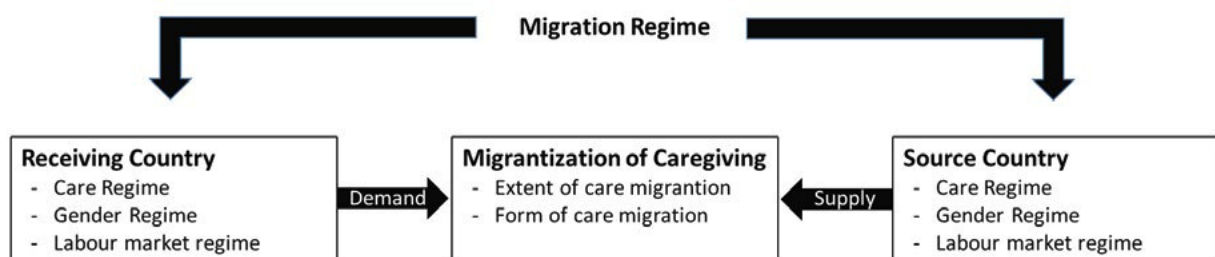 Migration Regime
Receiving Country
- Care Regime
- Gender Regime
- Labour market regime
Demand
Migrantization of Caregiving
- Extent of care migrantion
- Form of care migration
Supply
Source Country
- Care Regime
- Gender Regime
- Labour market regime